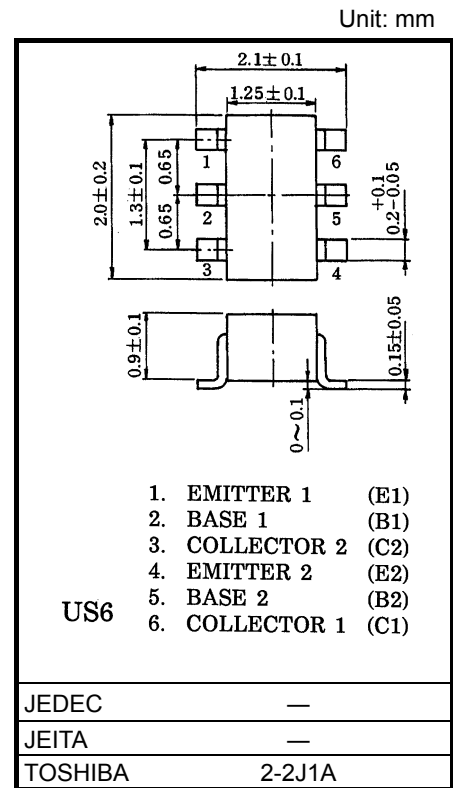 Unit: mm
2.1±0.1
1.25±0.1
2.0±0.2
1.3±0.1
0.65
0.65
1
2
3
6
5
4
+0.1
0.2-0.05
0.9±0.1
0.15±0.05
0~0.1
1. EMITTER 1 (E1)
2. BASE 1 (B1)
3. COLLECTOR 2 (C2)
4. EMITTER 2 (E2)
5. BASE 2 (B2)
6. COLLECTOR 1 (C1)
US6
JEDEC —
JEITA —
TOSHIBA 2-2J1A